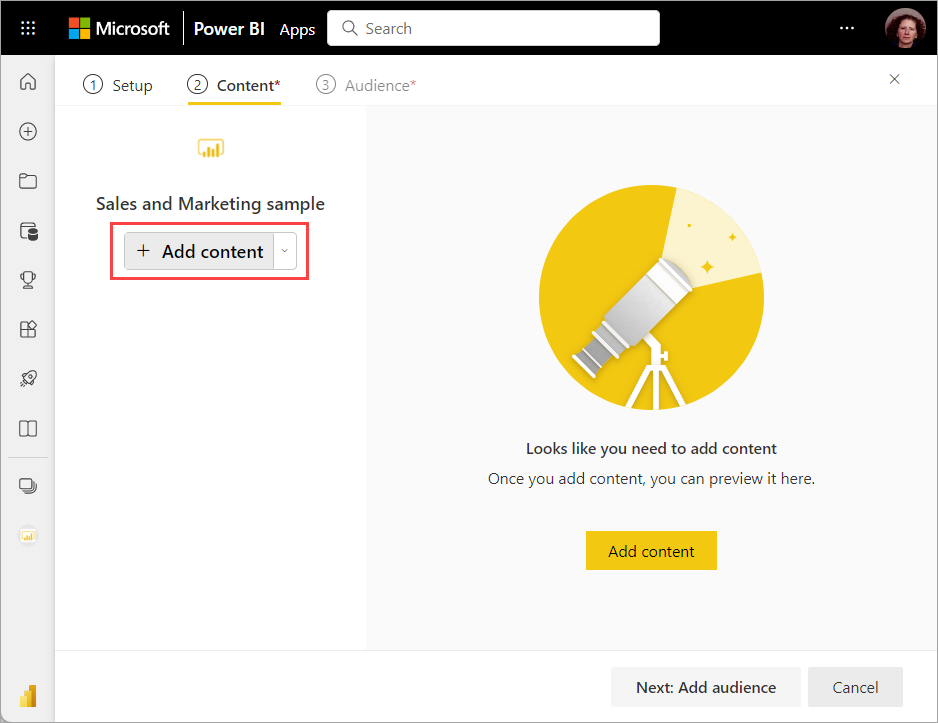 Microsoft Power BI Apps Search
1 Setup 2 Content* 3 Audience*
Sales and Marketing sample
+ Add content
Looks like you need to add content
Once you add content, you can preview it here.
Add content
Next: Add audience Cancel